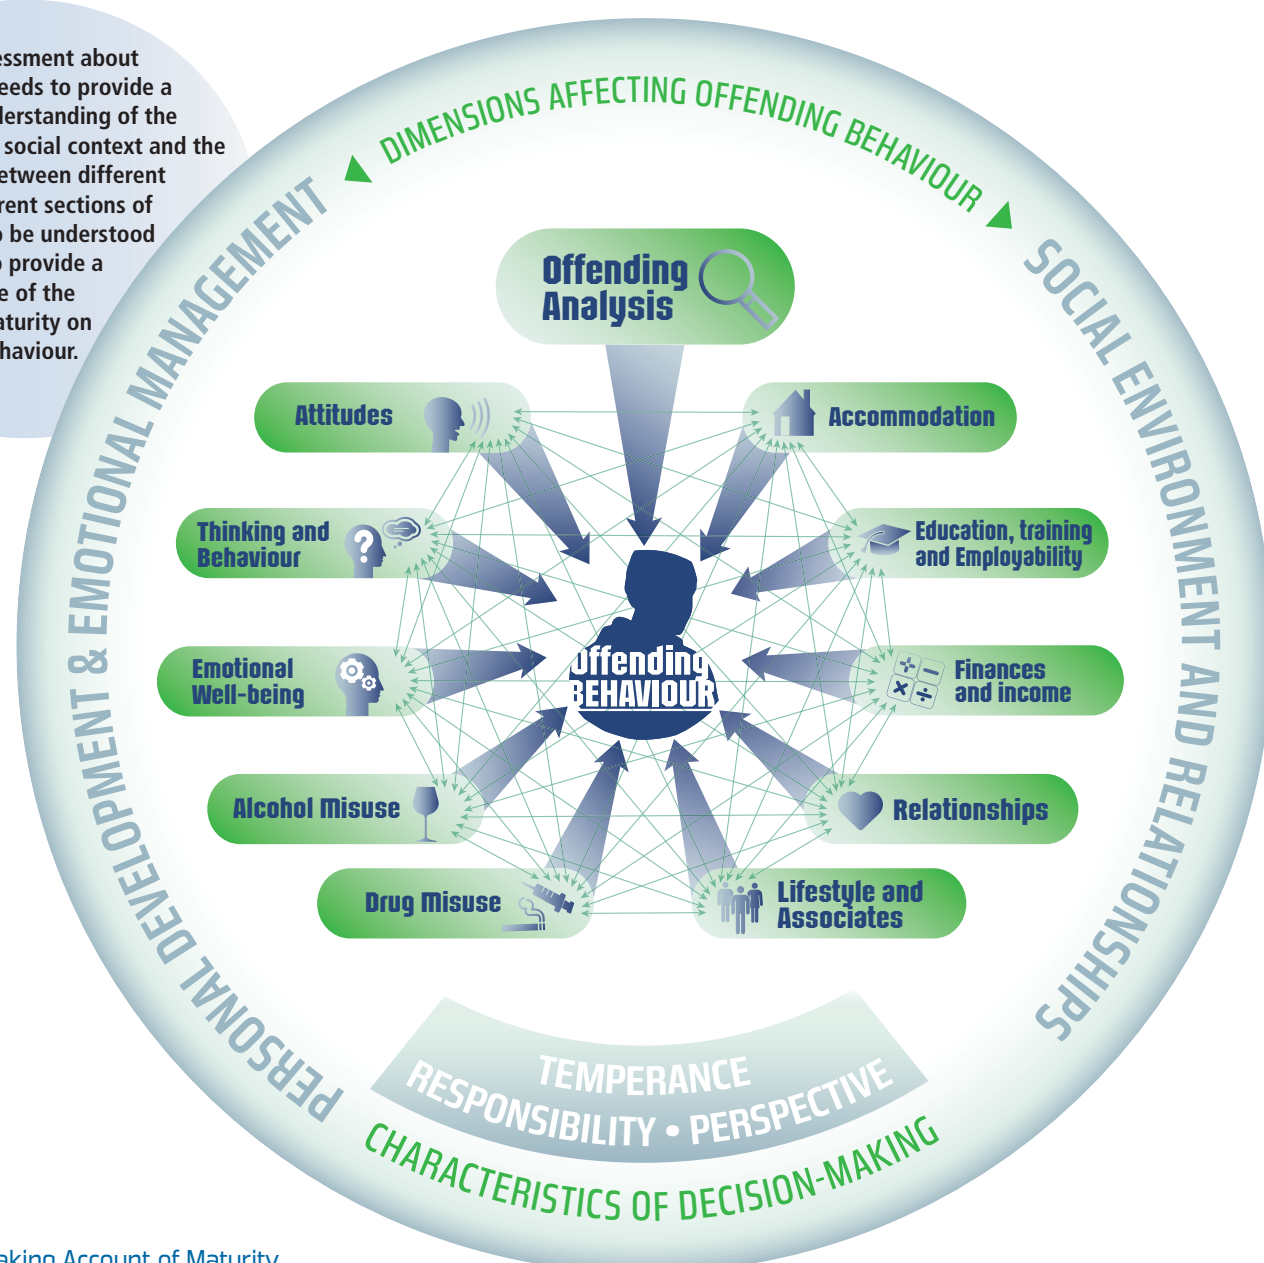 essment about
eeds to provide a
derstanding of the
social context and the
etween different
rent sections of
o be understood
o provide a
e of the
aturity on
haviour.
DIMENSIONS AFFECTING OFFENDING BEHAVIOUR
PERSONAL DEVELOPMENT & EMOTIONAL MANAGEMENT
SOCIAL ENVIRONMENT AND RELATIONSHIPS
Offending
Analysis
Attitudes
Accommodation
Thinking and
Behaviour
Education, training
and Employability
Emotional
Well-being
Offending
BEHAVIOUR
Finances
and income
Alcohol Misuse
Relationships
Drug Misuse
Lifestyle and
Associates
TEMPERANCE
RESPONSIBILITY • PERSPECTIVE
CHARACTERISTICS OF DECISION-MAKING
aking Account of Maturity